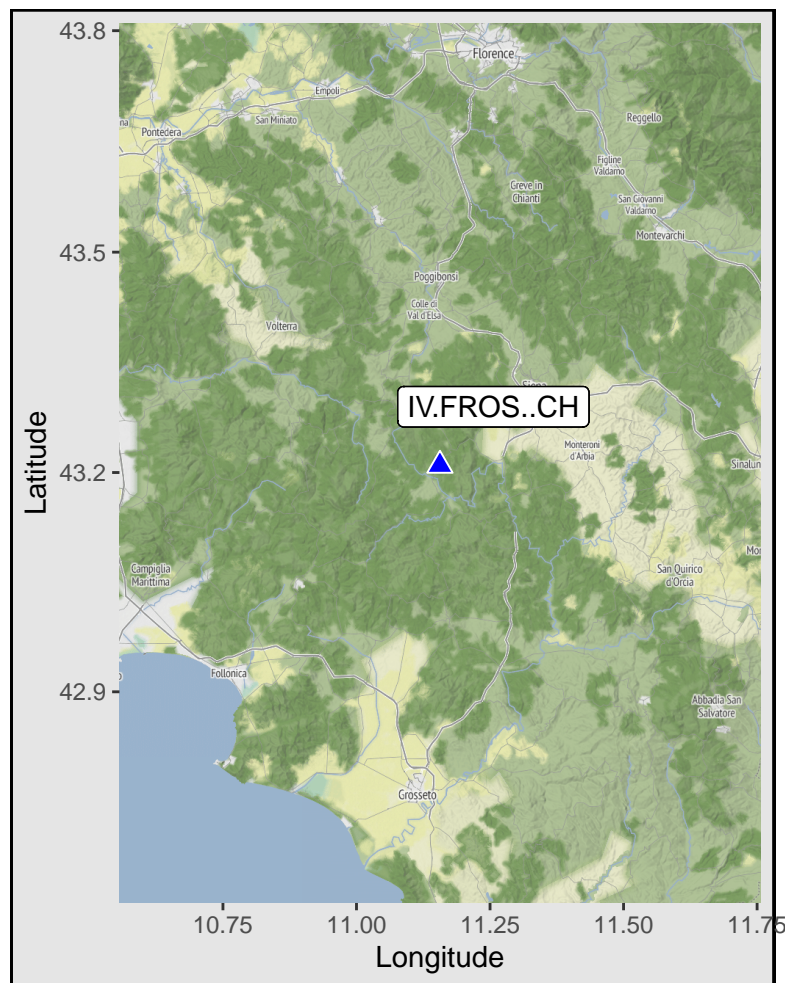 43.8
Florence
Empoli
San Miniato
Reggello
Pontedera
Figline
Valdarno
Greve in
Chianti
San Giovanni
Valdarno
Montevarchi
43.5
Poggibonsi
Colle di
Val d'Elsa
Volterra
IV.FROS..CH
Monteroni
d'Arbia
43.2
Latitude
Campiglia
Marittima
San Quirico
d'Orcia
Follonica
42.9
Abbadia San
Salvatore
Grosseto
10.75
11.00
11.25
11.50
11.75
Longitude